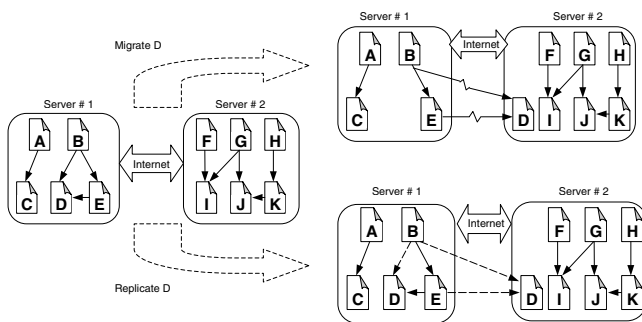 Migrate D
Server # 1
Server # 2
A
B
F
G
H
Internet
C
D
E
I
J
K
Replicate D
Server # 1
Server # 2
Internet
A
B
F
G
H
C
E
D
I
J
K
Server # 1
Server # 2
Internet
A
B
F
G
H
C
D
E
D
I
J
K